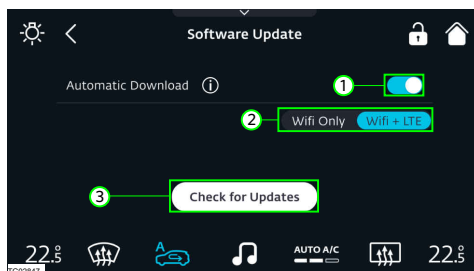 Software Update
Automatic Download
1
2
Wifi Only
Wifi + LTE
3
Check for Updates
22.5
A
AUTO A/C
22.5